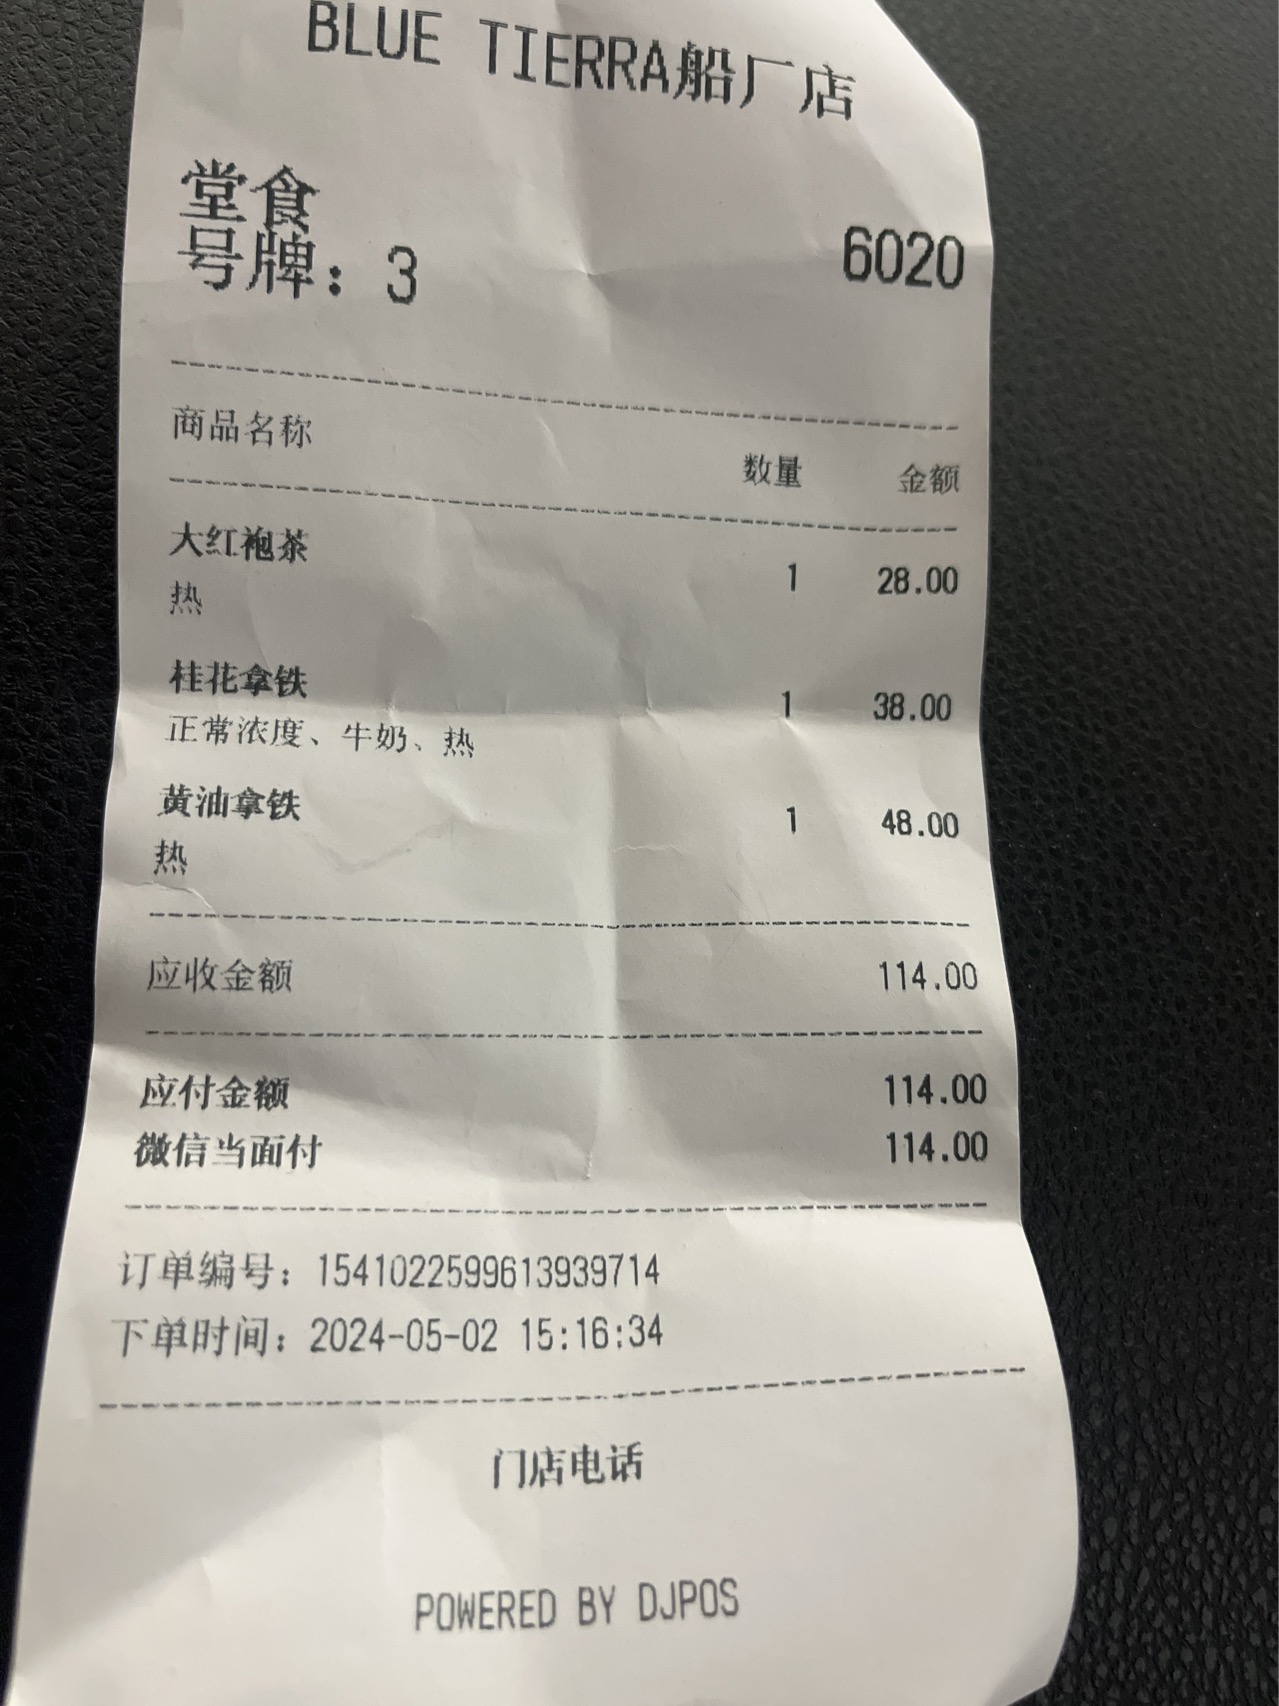 BLUE TIERRA船厂店
堂食
号牌：3 6020
商品名称 数量 金额
大红袍茶 1 28.00
热
桂花拿铁 1 38.00
正常浓度、牛奶、热
黄油拿铁 1 48.00
热
应收金额 114.00
应付金额 114.00
微信当面付 114.00
订单编号：1541022599613939714
下单时间：2024-05-02 15:16:34
门店电话
POWERED BY DJPOS